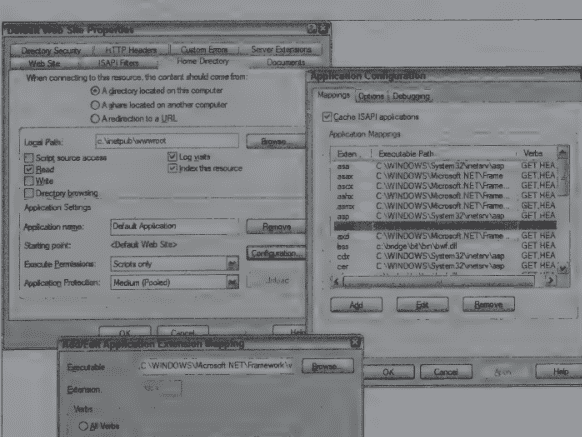 Default Web Site Properties
Directory Security
HTTP Headers
Custom Errors
Server Extensions
Web Site
ISAPI Filters
Home Directory
Documents
When connecting to this resource, the content should come from:
A directory located on this computer
A share located on another computer
A redirection to a URL
Local Path:
c:\inetpub\wwwroot
Browse...
Script source access
Log visits
Read
Index this resource
Write
Directory browsing
Application Settings
Application name:
Default Application
Remove
Starting point:
<Default Web Site>
Configuration...
Execute Permissions:
Scripts only
Application Protection:
Medium (Pooled)
Unload
OK
Cancel
Help
Application Configuration
Mappings
Options
Debugging
Cache ISAPI applications
Application Mappings
Exten...
Executable Path
Verbs
.asa
C:\WINDOWS\System32\inetsrv\asp
GET,HEA
.asax
C:\WINDOWS\Microsoft.NET\Frame...
GET,HEA
.ascx
C:\WINDOWS\Microsoft.NET\Frame...
GET,HEA
.ashx
C:\WINDOWS\Microsoft.NET\Frame...
GET,HEA
.asmx
C:\WINDOWS\Microsoft.NET\Frame...
GET,HEA
.asp
C:\WINDOWS\System32\inetsrv\asp
GET,HEA
C:\WINDOWS\Microsoft.NET\Frame...
GET,HEA
c:\bridge\bit\bin\bwf.dll
GET,HEA
.cdx
C:\WINDOWS\System32\inetsrv\asp
GET,HEA
.cer
C:\WINDOWS\System32\inetsrv\asp
GET,HEA
Add
Edit
Remove
OK
Cancel
Apply
Help
Add/Edit Application Extension Mapping
Executable
C:\WINDOWS\Microsoft.NET\Framework\v
Browse...
Extension:
Verbs
All Verbs